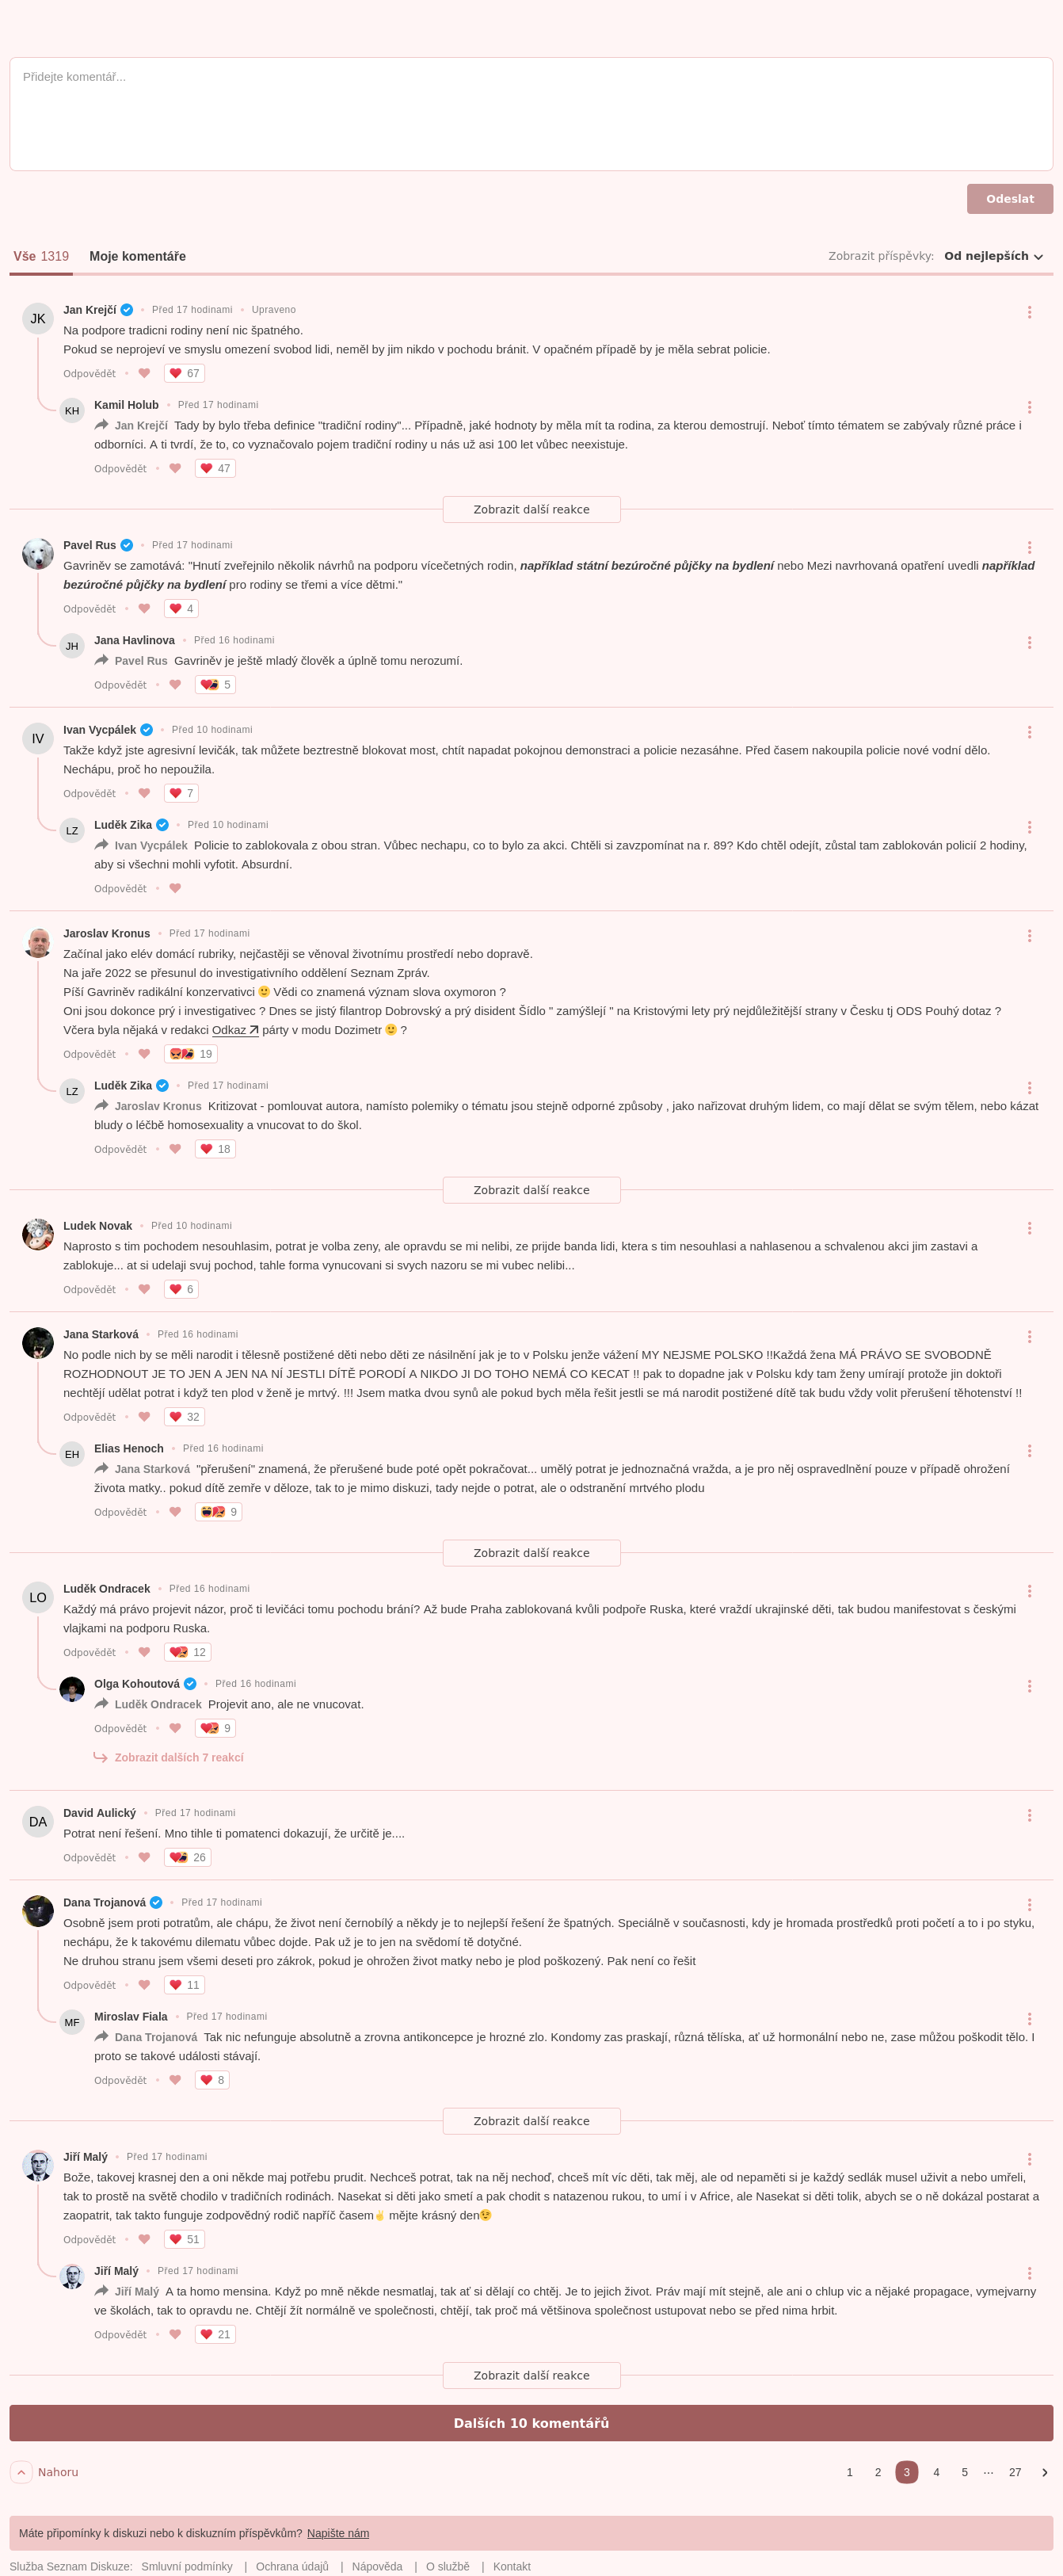 Přidejte komentář...
Odeslat
Vše 1319 Moje komentáře Zobrazit příspěvky: Od nejlepších
JK Jan Krejčí • Před 17 hodinami • Upraveno
Na podpore tradicni rodiny není nic špatného.
Pokud se neprojeví ve smyslu omezení svobod lidi, neměl by jim nikdo v pochodu bránit. V opačném případě by je měla sebrat policie.
Odpovědět • 67
KH Kamil Holub • Před 17 hodinami
Jan Krejčí Tady by bylo třeba definice "tradiční rodiny"... Případně, jaké hodnoty by měla mít ta rodina, za kterou demostrují. Neboť tímto tématem se zabývaly různé práce i
odborníci. A ti tvrdí, že to, co vyznačovalo pojem tradiční rodiny u nás už asi 100 let vůbec neexistuje.
Odpovědět • 47
Zobrazit další reakce
Pavel Rus • Před 17 hodinami
Gavriněv se zamotává: "Hnutí zveřejnilo několik návrhů na podporu vícečetných rodin, například státní bezúročné půjčky na bydlení nebo Mezi navrhovaná opatření uvedli například
bezúročné půjčky na bydlení pro rodiny se třemi a více dětmi."
Odpovědět • 4
JH Jana Havlinova • Před 16 hodinami
Pavel Rus Gavriněv je ještě mladý člověk a úplně tomu nerozumí.
Odpovědět • 5
IV Ivan Vycpálek • Před 10 hodinami
Takže když jste agresivní levičák, tak můžete beztrestně blokovat most, chtít napadat pokojnou demonstraci a policie nezasáhne. Před časem nakoupila policie nové vodní dělo.
Nechápu, proč ho nepoužila.
Odpovědět • 7
LZ Luděk Zika • Před 10 hodinami
Ivan Vycpálek Policie to zablokovala z obou stran. Vůbec nechapu, co to bylo za akci. Chtěli si zavzpomínat na r. 89? Kdo chtěl odejít, zůstal tam zablokován policií 2 hodiny,
aby si všechni mohli vyfotit. Absurdní.
Odpovědět •
Jaroslav Kronus • Před 17 hodinami
Začínal jako elév domácí rubriky, nejčastěji se věnoval životnímu prostředí nebo dopravě.
Na jaře 2022 se přesunul do investigativního oddělení Seznam Zpráv.
Píší Gavriněv radikální konzervativci 🙂 Vědi co znamená význam slova oxymoron ?
Oni jsou dokonce prý i investigativec ? Dnes se jistý filantrop Dobrovský a prý disident Šídlo " zamýšlejí " na Kristovými lety prý nejdůležitější strany v Česku tj ODS Pouhý dotaz ?
Včera byla nějaká v redakci Odkaz párty v modu Dozimetr 🙂 ?
Odpovědět • 19
LZ Luděk Zika • Před 17 hodinami
Jaroslav Kronus Kritizovat - pomlouvat autora, namísto polemiky o tématu jsou stejně odporné způsoby , jako nařizovat druhým lidem, co mají dělat se svým tělem, nebo kázat
bludy o léčbě homosexuality a vnucovat to do škol.
Odpovědět • 18
Zobrazit další reakce
Ludek Novak • Před 10 hodinami
Naprosto s tim pochodem nesouhlasim, potrat je volba zeny, ale opravdu se mi nelibi, ze prijde banda lidi, ktera s tim nesouhlasi a nahlasenou a schvalenou akci jim zastavi a
zablokuje... at si udelaji svuj pochod, tahle forma vynucovani si svych nazoru se mi vubec nelibi...
Odpovědět • 6
Jana Starková • Před 16 hodinami
No podle nich by se měli narodit i tělesně postižené děti nebo děti ze násilnění jak je to v Polsku jenže vážení MY NEJSME POLSKO !!Každá žena MÁ PRÁVO SE SVOBODNĚ
ROZHODNOUT JE TO JEN A JEN NA NÍ JESTLI DÍTĚ PORODÍ A NIKDO JI DO TOHO NEMÁ CO KECAT !! pak to dopadne jak v Polsku kdy tam ženy umírají protože jin doktoři
nechtějí udělat potrat i když ten plod v ženě je mrtvý. !!! Jsem matka dvou synů ale pokud bych měla řešit jestli se má narodit postižené dítě tak budu vždy volit přerušení těhotenství !!
Odpovědět • 32
EH Elias Henoch • Před 16 hodinami
Jana Starková "přerušení" znamená, že přerušené bude poté opět pokračovat... umělý potrat je jednoznačná vražda, a je pro něj ospravedlnění pouze v případě ohrožení
života matky.. pokud dítě zemře v děloze, tak to je mimo diskuzi, tady nejde o potrat, ale o odstranění mrtvého plodu
Odpovědět • 9
Zobrazit další reakce
LO Luděk Ondracek • Před 16 hodinami
Každý má právo projevit názor, proč ti levičáci tomu pochodu brání? Až bude Praha zablokovaná kvůli podpoře Ruska, které vraždí ukrajinské děti, tak budou manifestovat s českými
vlajkami na podporu Ruska.
Odpovědět • 12
Olga Kohoutová • Před 16 hodinami
Luděk Ondracek Projevit ano, ale ne vnucovat.
Odpovědět • 9
Zobrazit dalších 7 reakcí
DA David Aulický • Před 17 hodinami
Potrat není řešení. Mno tihle ti pomatenci dokazují, že určitě je....
Odpovědět • 26
Dana Trojanová • Před 17 hodinami
Osobně jsem proti potratům, ale chápu, že život není černobílý a někdy je to nejlepší řešení že špatných. Speciálně v současnosti, kdy je hromada prostředků proti početí a to i po styku,
nechápu, že k takovému dilematu vůbec dojde. Pak už je to jen na svědomí tě dotyčné.
Ne druhou stranu jsem všemi deseti pro zákrok, pokud je ohrožen život matky nebo je plod poškozený. Pak není co řešit
Odpovědět • 11
MF Miroslav Fiala • Před 17 hodinami
Dana Trojanová Tak nic nefunguje absolutně a zrovna antikoncepce je hrozné zlo. Kondomy zas praskají, různá tělíska, ať už hormonální nebo ne, zase můžou poškodit tělo. I
proto se takové události stávají.
Odpovědět • 8
Zobrazit další reakce
Jiří Malý • Před 17 hodinami
Bože, takovej krasnej den a oni někde maj potřebu prudit. Nechceš potrat, tak na něj nechoď, chceš mít víc děti, tak měj, ale od nepaměti si je každý sedlák musel uživit a nebo umřeli,
tak to prostě na světě chodilo v tradičních rodinách. Nasekat si děti jako smetí a pak chodit s natazenou rukou, to umí i v Africe, ale Nasekat si děti tolik, abych se o ně dokázal postarat a
zaopatrit, tak takto funguje zodpovědný rodič napříč časem✌ mějte krásný den😉
Odpovědět • 51
Jiří Malý • Před 17 hodinami
Jiří Malý A ta homo mensina. Když po mně někde nesmatlaj, tak ať si dělají co chtěj. Je to jejich život. Práv mají mít stejně, ale ani o chlup vic a nějaké propagace, vymejvarny
ve školách, tak to opravdu ne. Chtějí žít normálně ve společnosti, chtějí, tak proč má většinova společnost ustupovat nebo se před nima hrbit.
Odpovědět • 21
Zobrazit další reakce
Dalších 10 komentářů
Nahoru 1 2 3 4 5 ... 27
Máte připomínky k diskuzi nebo k diskuzním příspěvkům? Napište nám
Služba Seznam Diskuze: Smluvní podmínky | Ochrana údajů | Nápověda | O službě | Kontakt